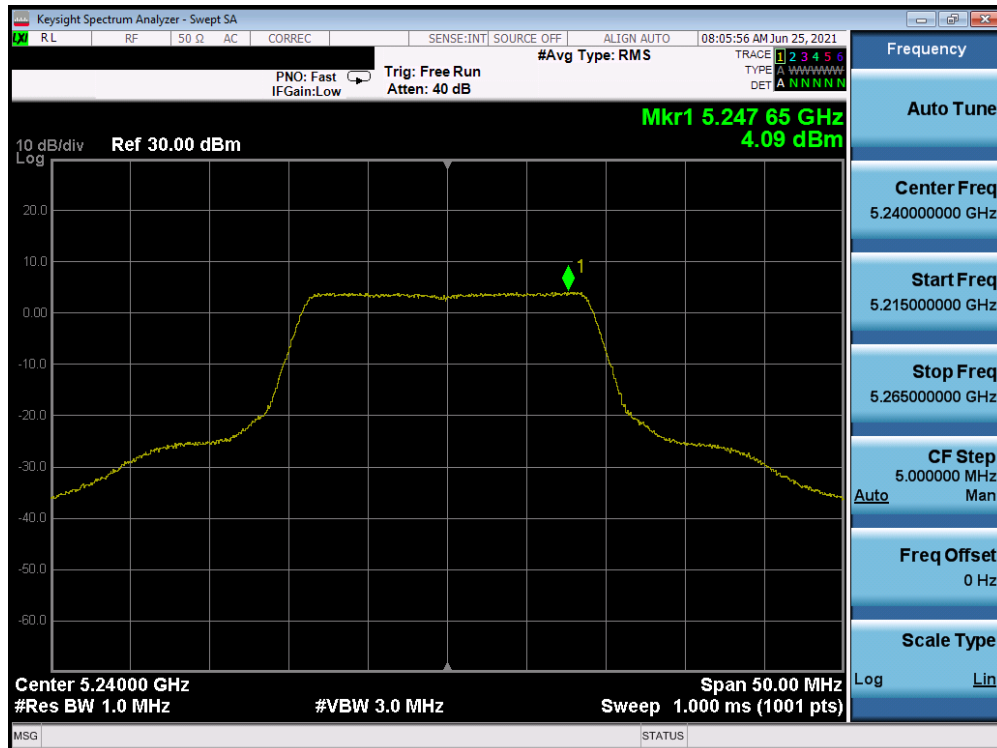 Keysight Spectrum Analyzer - Swept SA
LXI RL RF 50 Ω AC CORREC SENSE:INT SOURCE OFF ALIGN AUTO 08:05:56 AM Jun 25, 2021
#Avg Type: RMS
TRACE 1 2 3 4 5 6
PNO: Fast Trig: Free Run TYPE A WWWWW
IFGain:Low Atten: 40 dB DET A N N N N N
Mkr1 5.247 65 GHz
10 dB/div Ref 30.00 dBm 4.09 dBm
Log
20.0
10.0
1
0.00
-10.0
-20.0
-30.0
-40.0
-50.0
-60.0
Center 5.24000 GHz Span 50.00 MHz
#Res BW 1.0 MHz #VBW 3.0 MHz Sweep 1.000 ms (1001 pts)
MSG STATUS
Frequency
Auto Tune
Center Freq
5.240000000 GHz
Start Freq
5.215000000 GHz
Stop Freq
5.265000000 GHz
CF Step
5.000000 MHz
Auto Man
Freq Offset
0 Hz
Scale Type
Log Lin